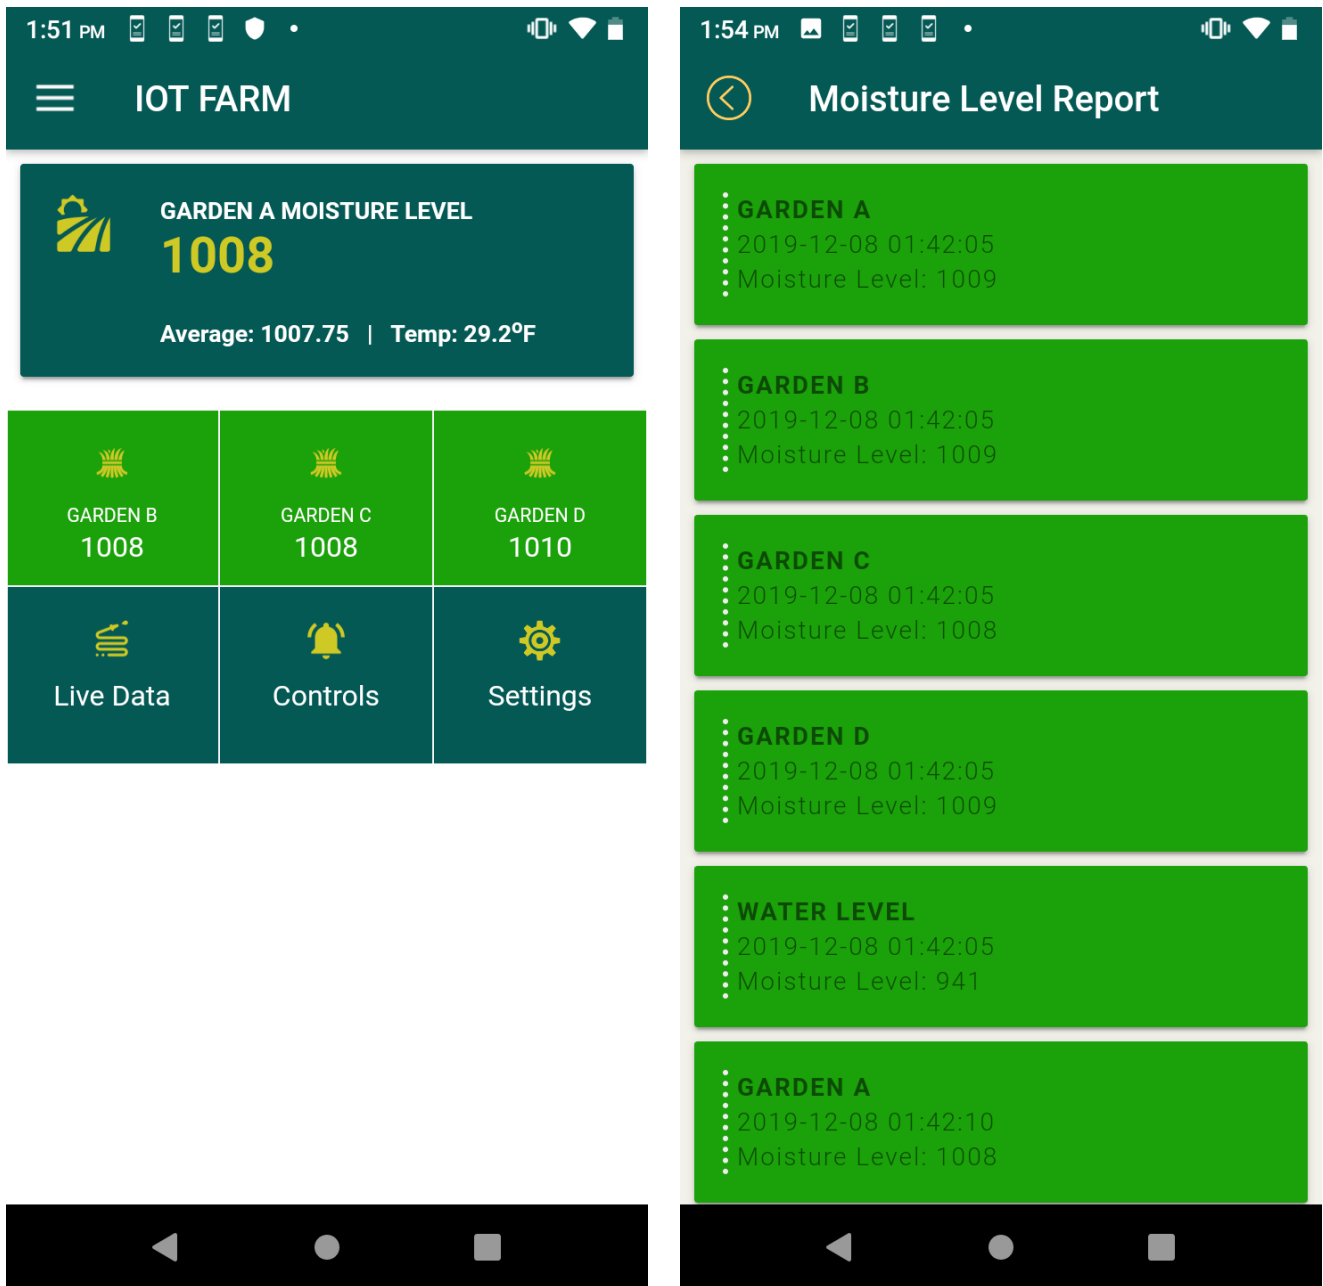 1:51 PM
IOT FARM
GARDEN A MOISTURE LEVEL
1008
Average: 1007.75 | Temp: 29.2°F
GARDEN B
1008
GARDEN C
1008
GARDEN D
1010
Live Data
Controls
Settings
1:54 PM
Moisture Level Report
GARDEN A
2019-12-08 01:42:05
Moisture Level: 1009
GARDEN B
2019-12-08 01:42:05
Moisture Level: 1009
GARDEN C
2019-12-08 01:42:05
Moisture Level: 1008
GARDEN D
2019-12-08 01:42:05
Moisture Level: 1009
WATER LEVEL
2019-12-08 01:42:05
Moisture Level: 941
GARDEN A
2019-12-08 01:42:10
Moisture Level: 1008